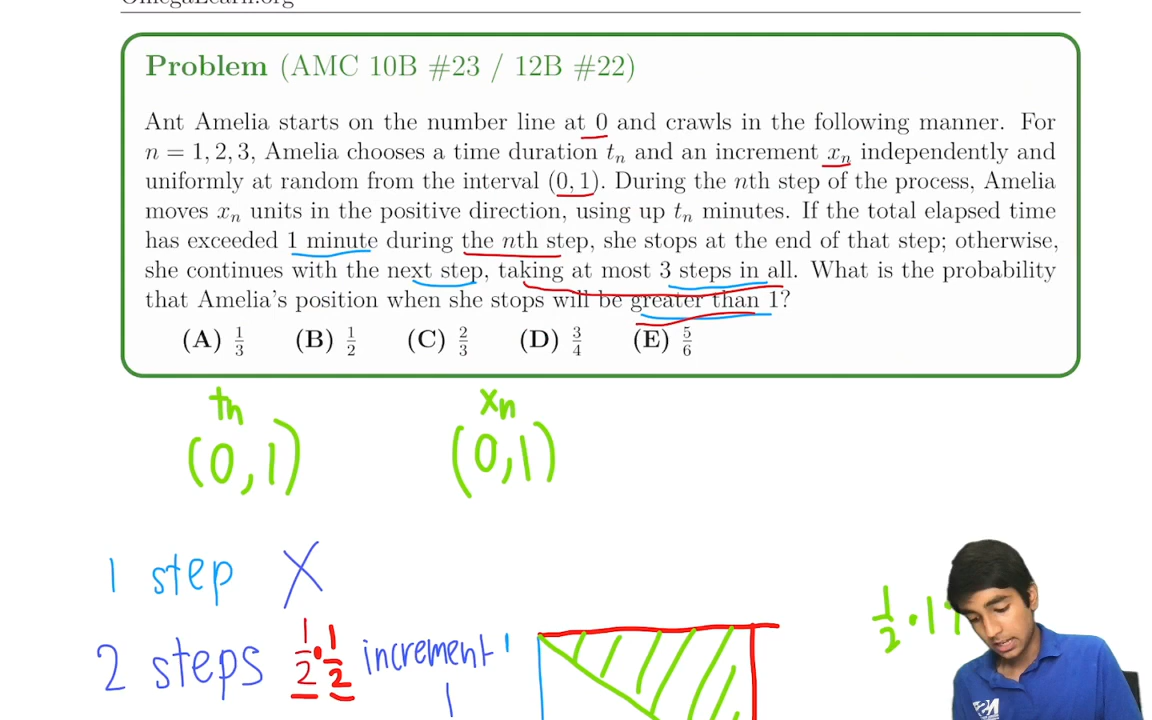 OmegaLearn.org
Problem (AMC 10B #23 / 12B #22)
Ant Amelia starts on the number line at 0 and crawls in the following manner. For
n = 1, 2, 3, Amelia chooses a time duration tₙ and an increment xₙ independently and
uniformly at random from the interval (0, 1). During the nth step of the process, Amelia
moves xₙ units in the positive direction, using up tₙ minutes. If the total elapsed time
has exceeded 1 minute during the nth step, she stops at the end of that step; otherwise,
she continues with the next step, taking at most 3 steps in all. What is the probability
that Amelia's position when she stops will be greater than 1?
(A) 1/3 (B) 1/2 (C) 2/3 (D) 3/4 (E) 5/6
tn xn
(0,1) (0,1)
1 step X
1/2 · 1
2 steps 1/2 · 1/2 increment 1